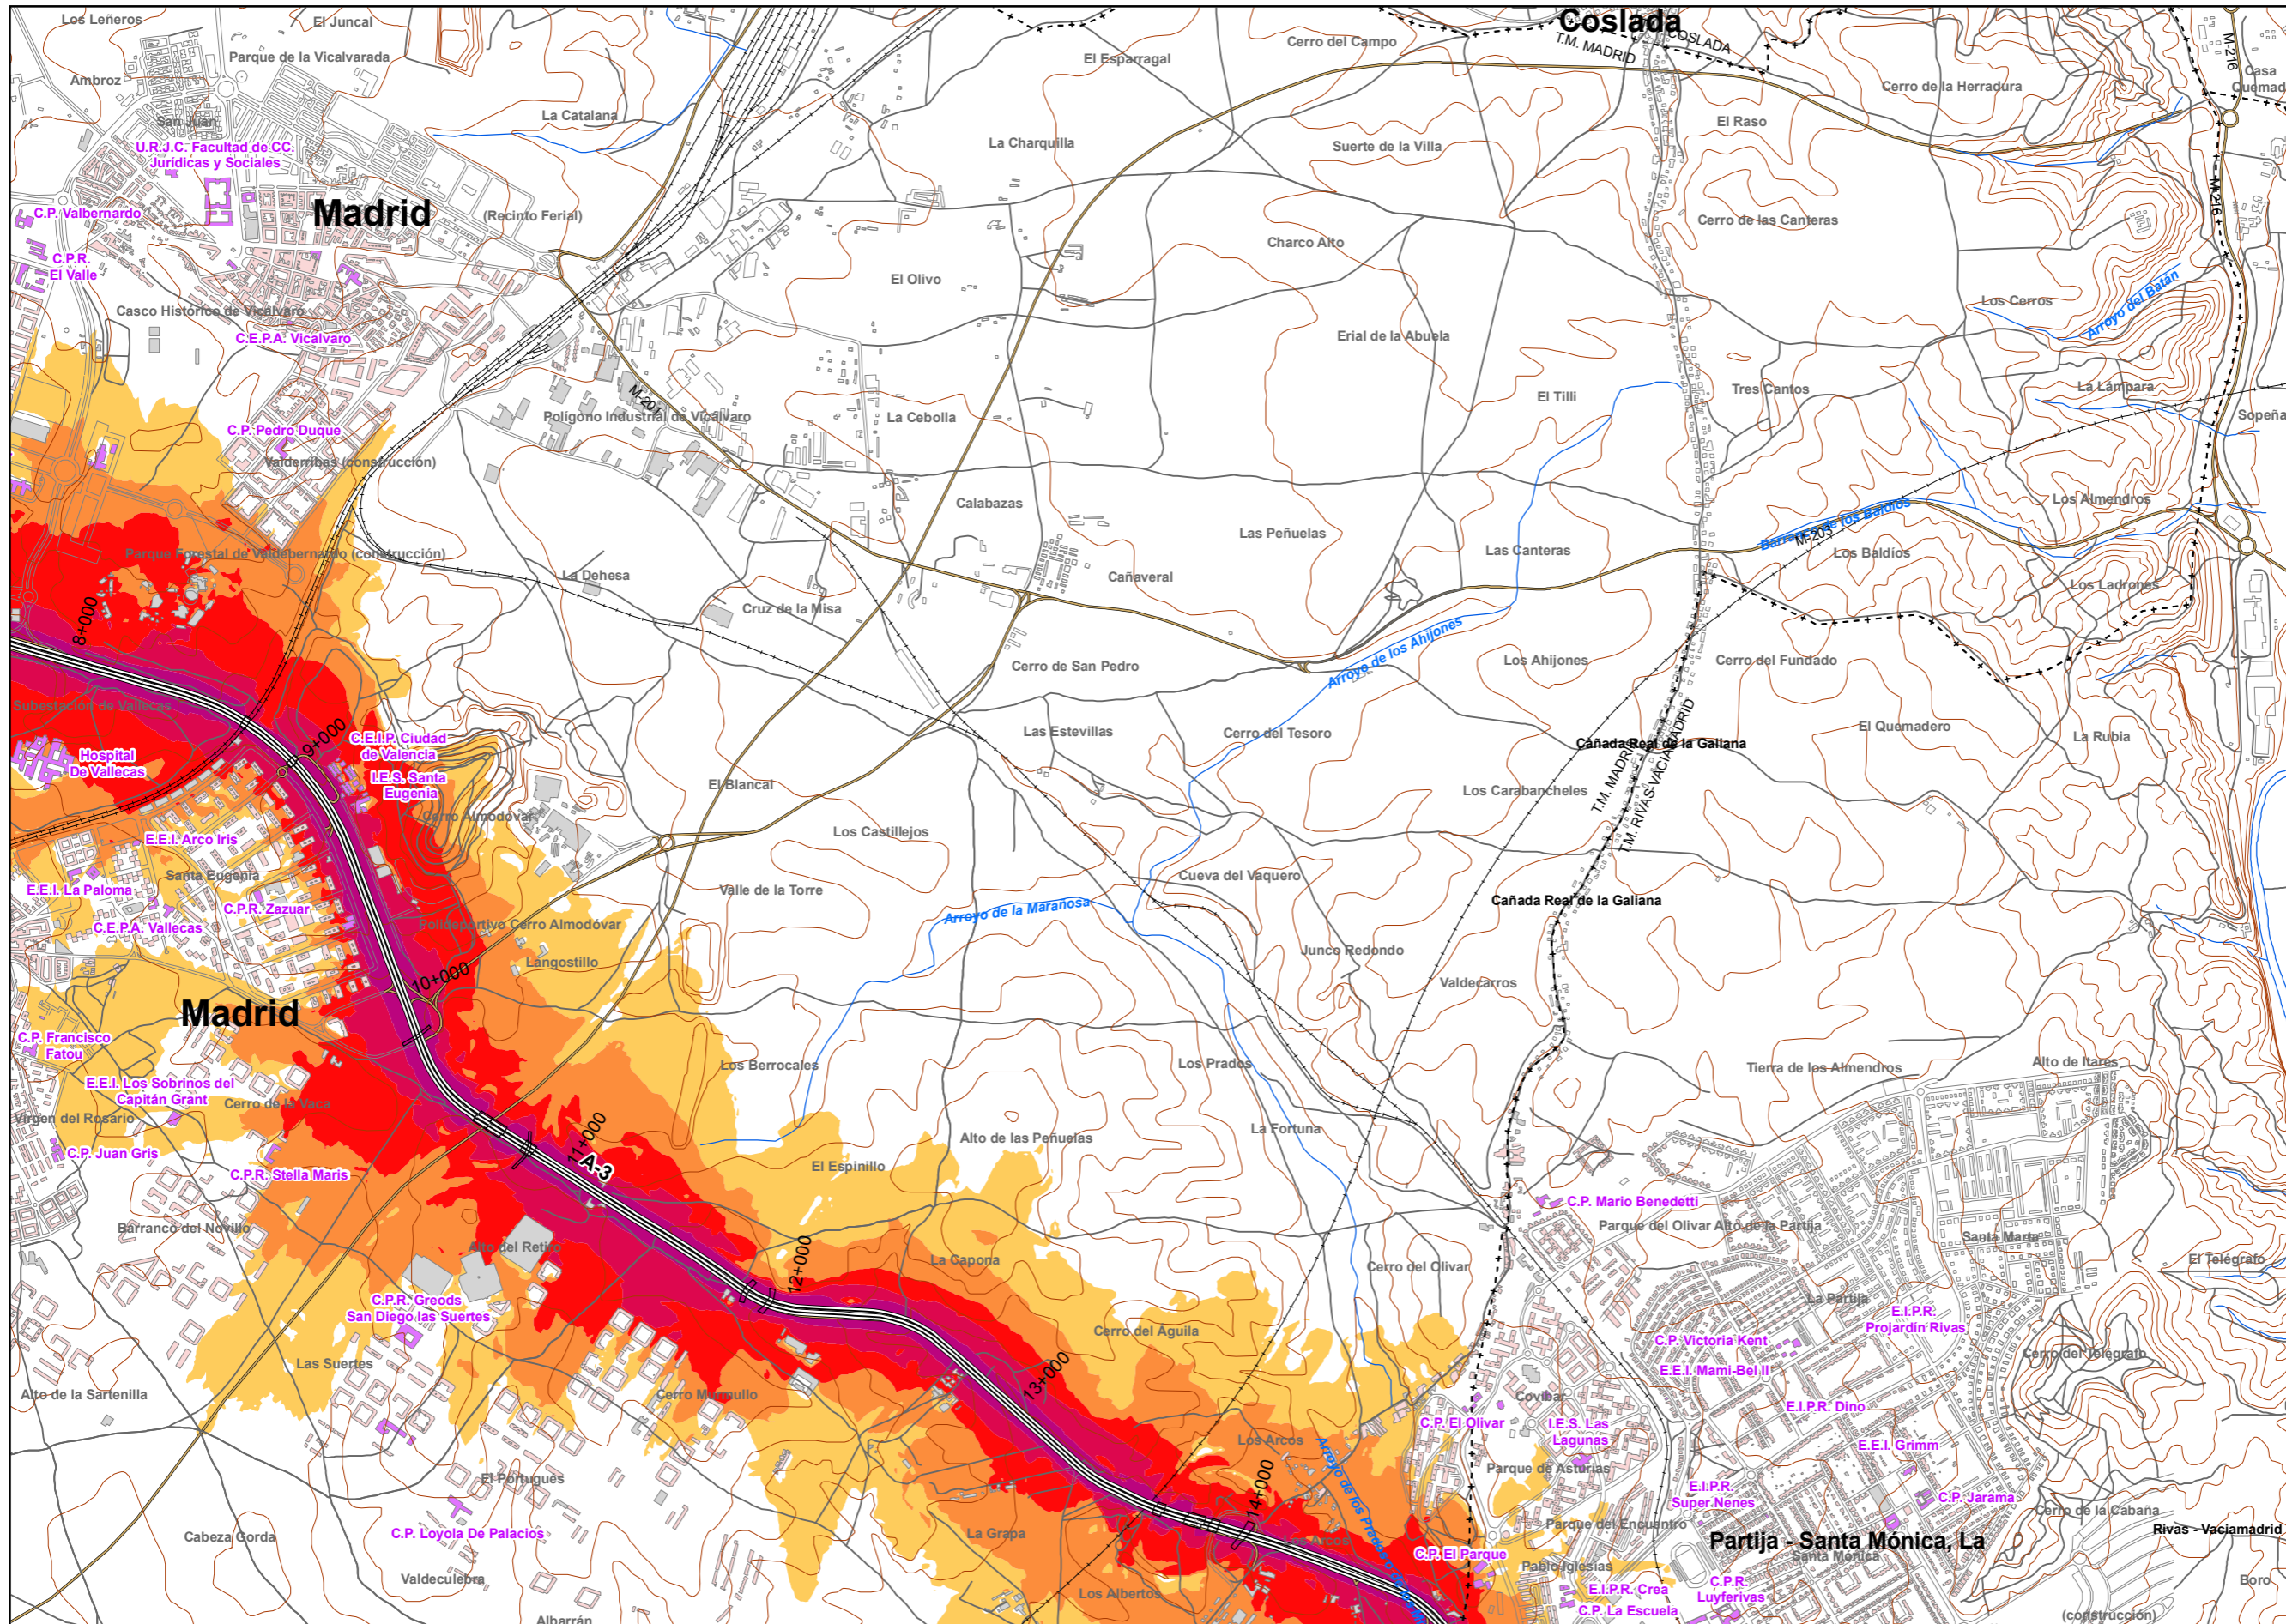 Los Leñeros
El Juncal
Coslada
COSLADA
T.M. MADRID
Cerro del Campo
El Esparragal
Parque de la Vicalvarada
Ambroz
M-216
Casa
Quemad
Cerro de la Herradura
La Catalana
San Juan
El Raso
U.R.J.C. Facultad de CC.
Jurídicas y Sociales
La Charquilla
Suerte de la Villa
C.P. Valbernardo
Madrid
(Recinto Ferial)
M-216
Cerro de las Canteras
C.P.R.
El Valle
Charco Alto
El Olivo
Arroyo del Batán
Los Cerros
Casco Histórico de Vicálvaro
C.E.P.A. Vicalvaro
Erial de la Abuela
M-201
Polígono Industrial de Vicálvaro
La Cebolla
El Tilli
Tres Cantos
La Lámpara
Sopeña
C.P. Pedro Duque
Valderribas (construcción)
Calabazas
Los Almendros
Las Peñuelas
Las Canteras
Barranco de los Baldíos
M-203
Los Baldíos
Parque Forestal de Valdebernardo (construcción)
La Dehesa
Cañaveral
Los Ladrones
Cruz de la Misa
8+000
Arroyo de los Ahijones
Cerro de San Pedro
Los Ahijones
Cerro del Fundado
Subestación de Vallecas
9+000
C.E.I.P. Ciudad
de Valencia
Las Estevillas
Cerro del Tesoro
Cañada Real de la Galiana
T.M. MADRID
T.M. RIVAS-VACIAMADRID
El Quemadero
La Rubia
Hospital
De Vallecas
I.E.S. Santa
Eugenia
El Blancal
Los Carabancheles
Cerro Almodóvar
Los Castillejos
E.E.I. Arco Iris
Santa Eugenia
E.E.I. La Paloma
Valle de la Torre
Cueva del Vaquero
Cañada Real de la Galiana
C.P.R. Zazuar
Arroyo de la Marañosa
C.E.P.A. Vallecas
Polideportivo Cerro Almodóvar
Langostillo
Junco Redondo
Valdecarros
10+000
Madrid
C.P. Francisco
Fatou
Los Berrocales
Los Prados
Tierra de los Almendros
Alto de Itares
E.E.I. Los Sobrinos del
Capitán Grant
Cerro de la Vaca
Virgen del Rosario
11+000
A-3
Alto de las Peñuelas
La Fortuna
C.P. Juan Gris
C.P.R. Stella Maris
El Espinillo
C.P. Mario Benedetti
Barranco del Novillo
Parque del Olivar Alto de la Partija
Santa Marta
Alto del Retiro
La Capona
12+000
Cerro del Olivar
El Telégrafo
C.P.R. Greods
San Diego las Suertes
La Partija
E.I.P.R.
Projardin Rivas
Cerro del Aguila
C.P. Victoria Kent
Cerro del Telégrafo
Las Suertes
E.E.I. Mami-Bel II
Alto de la Sartenilla
Cerro Murmullo
13+000
Covibar
E.I.P.R. Dino
C.P. El Olivar
I.E.S. Las
Lagunas
Los Arcos
E.E.I. Grimm
El Portugués
Parque de Asturias
14+000
E.I.P.R.
Super Nenes
C.P. Jarama
Cerro de la Cabaña
Cabeza Gorda
C.P. Loyola De Palacios
La Grapa
Los Arcos
Parque del Encuentro
Partija - Santa Mónica, La
Rivas - Vaciamadrid
C.P. El Parque
Santa Mónica
Valdeculebra
Los Albertos
Pablo Iglesias
E.I.P.R. Crea
C.P.R.
Luyferivas
Boro
C.P. La Escuela
Albarrán
(construcción)